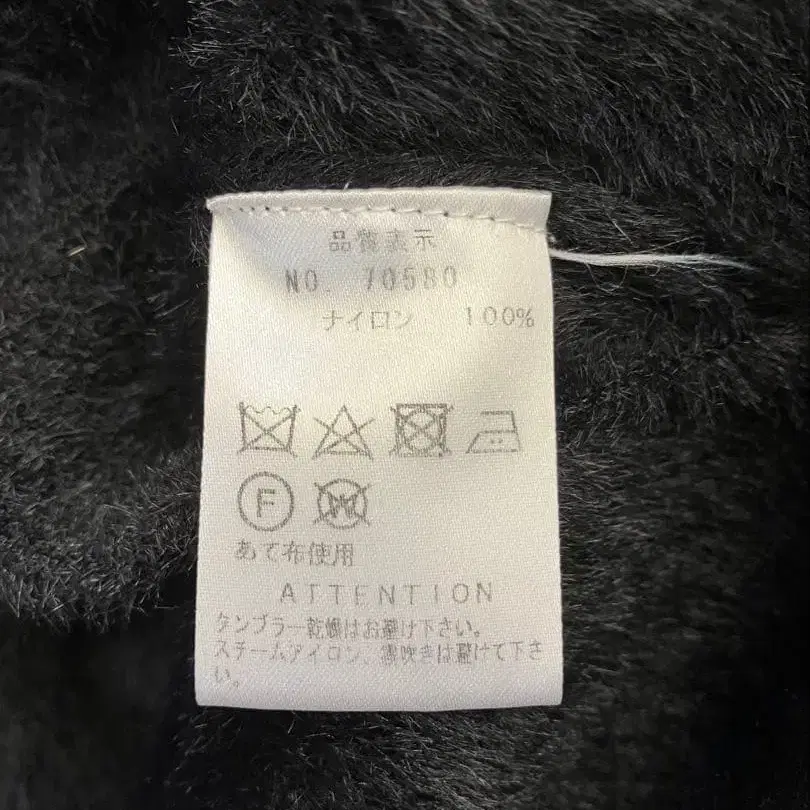 品質表示
NO. 70580
ナイロン 100%
F W
あて布使用
ATTENTION
タンブラー乾燥はお避け下さい。
スチームアイロン、霧吹きは避けて下さ
い。